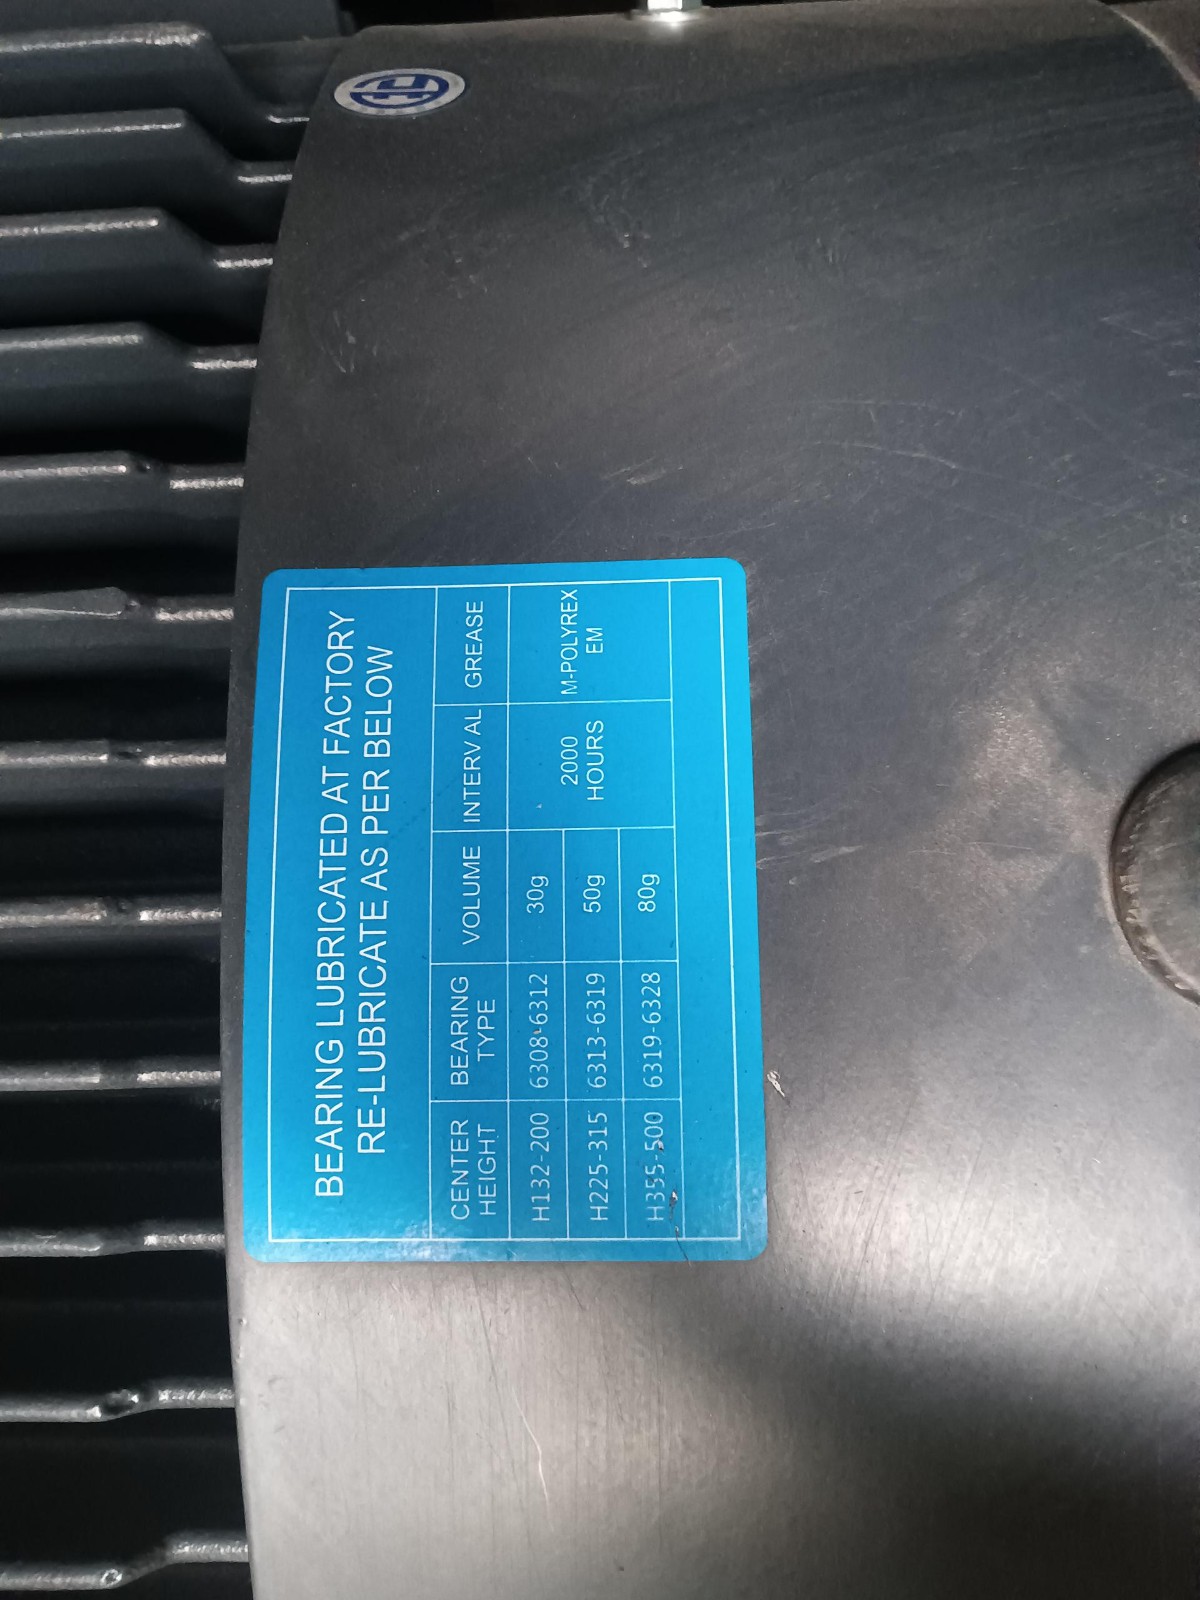 BEARING LUBRICATED AT FACTORY
RE-LUBRICATE AS PER BELOW
CENTER HEIGHT BEARING TYPE VOLUME INTERVAL GREASE
H132-200 6308-6312 30g
H225-315 6313-6319 50g
H355-500 6319-6328 80g
2000 HOURS
M-POLYREX EM